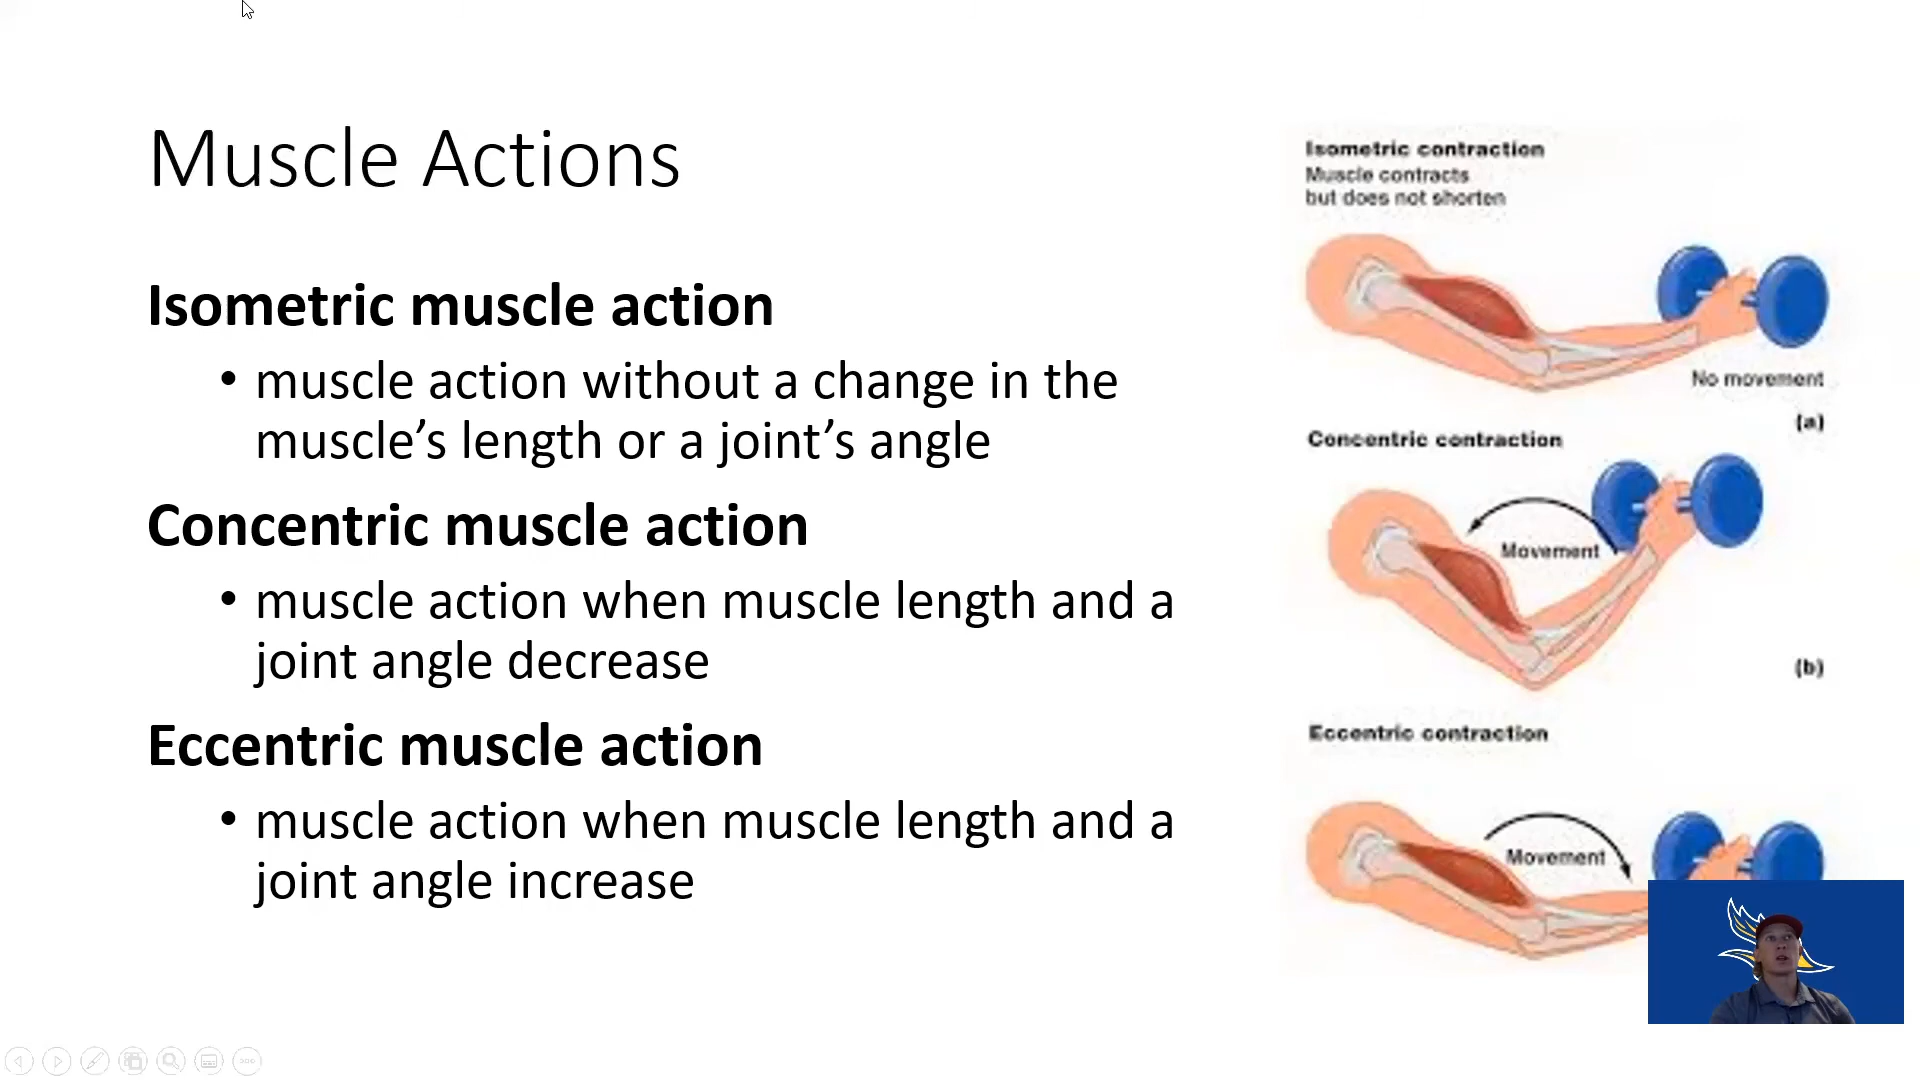 Muscle Actions
Isometric muscle action
• muscle action without a change in the
muscle’s length or a joint’s angle
Concentric muscle action
• muscle action when muscle length and a
joint angle decrease
Eccentric muscle action
• muscle action when muscle length and a
joint angle increase
Isometric contraction
Muscle contracts
but does not shorten
No movement
(a)
Concentric contraction
Movement
(b)
Eccentric contraction
Movement